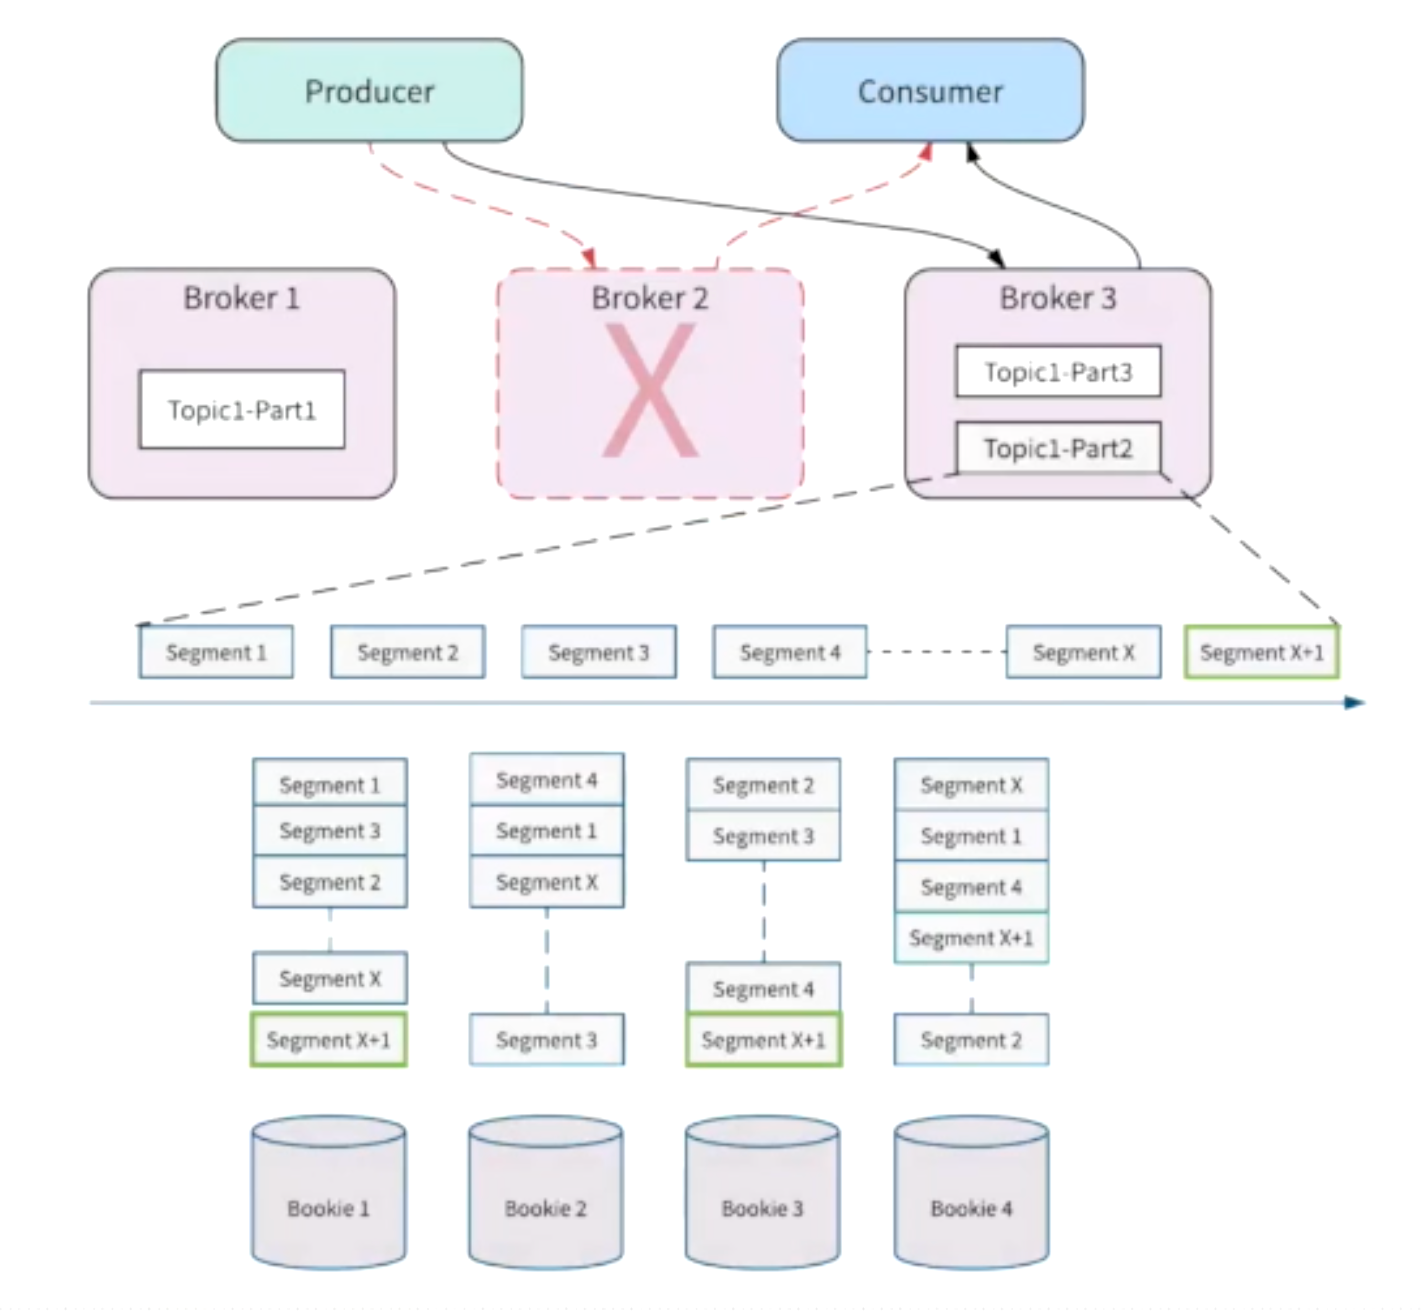 Producer
Consumer
Broker 1
Broker 2
Broker 3
X
Topic1-Part1
Topic1-Part3
Topic1-Part2
Segment 1
Segment 2
Segment 3
Segment 4
Segment X
Segment X+1
Segment 1
Segment 3
Segment 2
Segment X
Segment X+1
Segment 4
Segment 1
Segment X
Segment 3
Segment 2
Segment 3
Segment 4
Segment X+1
Segment X
Segment 1
Segment 4
Segment X+1
Segment 2
Bookie 1
Bookie 2
Bookie 3
Bookie 4